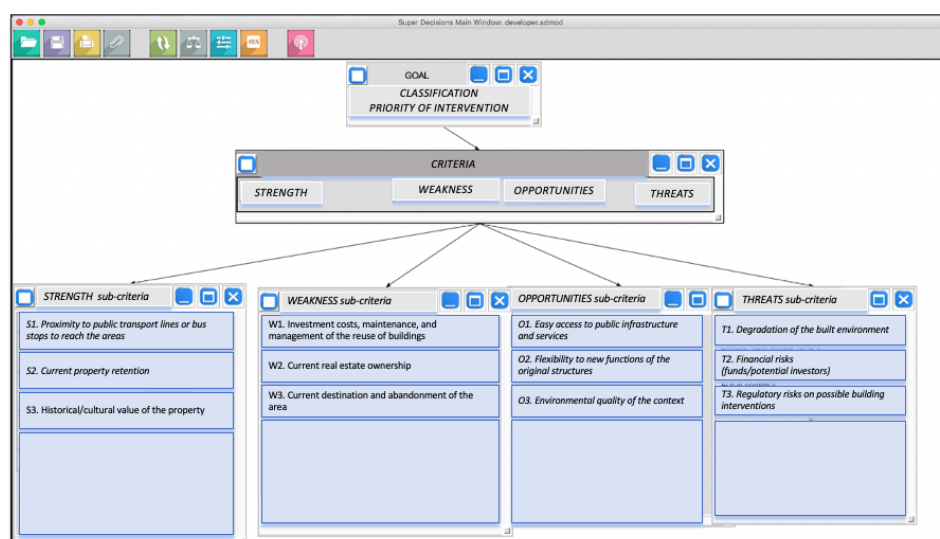 Super Decisions Main Window: developer.sdmod
GOAL
CLASSIFICATION
PRIORITY OF INTERVENTION
CRITERIA
STRENGTH
WEAKNESS
OPPORTUNITIES
THREATS
STRENGTH sub-criteria
S1. Proximity to public transport lines or bus
stops to reach the areas
S2. Current property retention
S3. Historical/cultural value of the property
WEAKNESS sub-criteria
W1. Investment costs, maintenance, and
management of the reuse of buildings
W2. Current real estate ownership
W3. Current destination and abandonment of the
area
OPPORTUNITIES sub-criteria
O1. Easy access to public infrastructure
and services
O2. Flexibility to new functions of the
original structures
O3. Environmental quality of the context
THREATS sub-criteria
T1. Degradation of the built environment
T2. Financial risks
(funds/potential investors)
T3. Regulatory risks on possible building
interventions